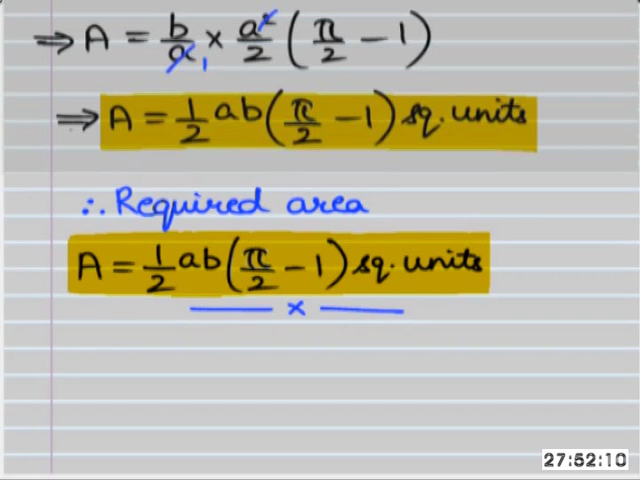 ⇒ A = b/a × a²/2 (π/2 − 1)
⇒ A = 1/2 ab(π/2 − 1) sq. units
∴ Required area
A = 1/2 ab(π/2 − 1) sq. units
x
27:52:10